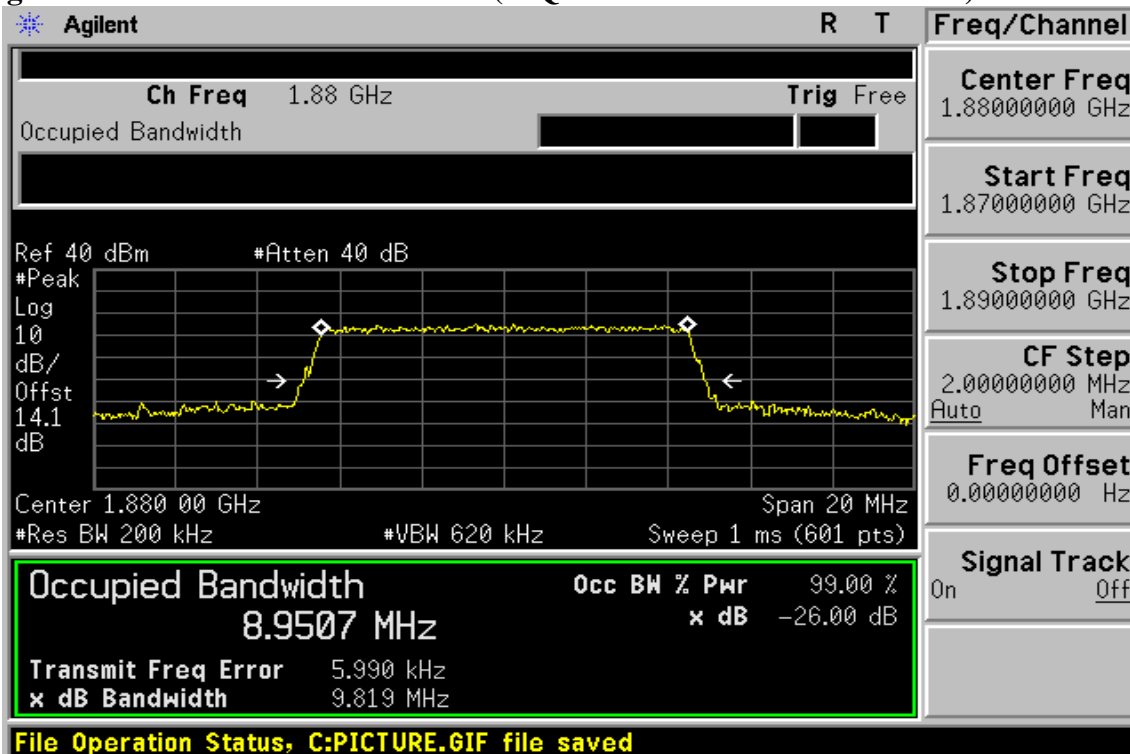 Agilent R T
Freq/Channel
Ch Freq 1.88 GHz Trig Free
Occupied Bandwidth
Center Freq
1.88000000 GHz
Start Freq
1.87000000 GHz
Stop Freq
1.89000000 GHz
CF Step
2.00000000 MHz
Auto Man
Freq Offset
0.00000000 Hz
Signal Track
On Off
Ref 40 dBm #Atten 40 dB
#Peak
Log
10
dB/
Offst
14.1
dB
Center 1.880 00 GHz Span 20 MHz
#Res BW 200 kHz #VBW 620 kHz Sweep 1 ms (601 pts)
Occupied Bandwidth Occ BW % Pwr 99.00 %
8.9507 MHz x dB -26.00 dB
Transmit Freq Error 5.990 kHz
x dB Bandwidth 9.819 MHz
File Operation Status, C:PICTURE.GIF file saved